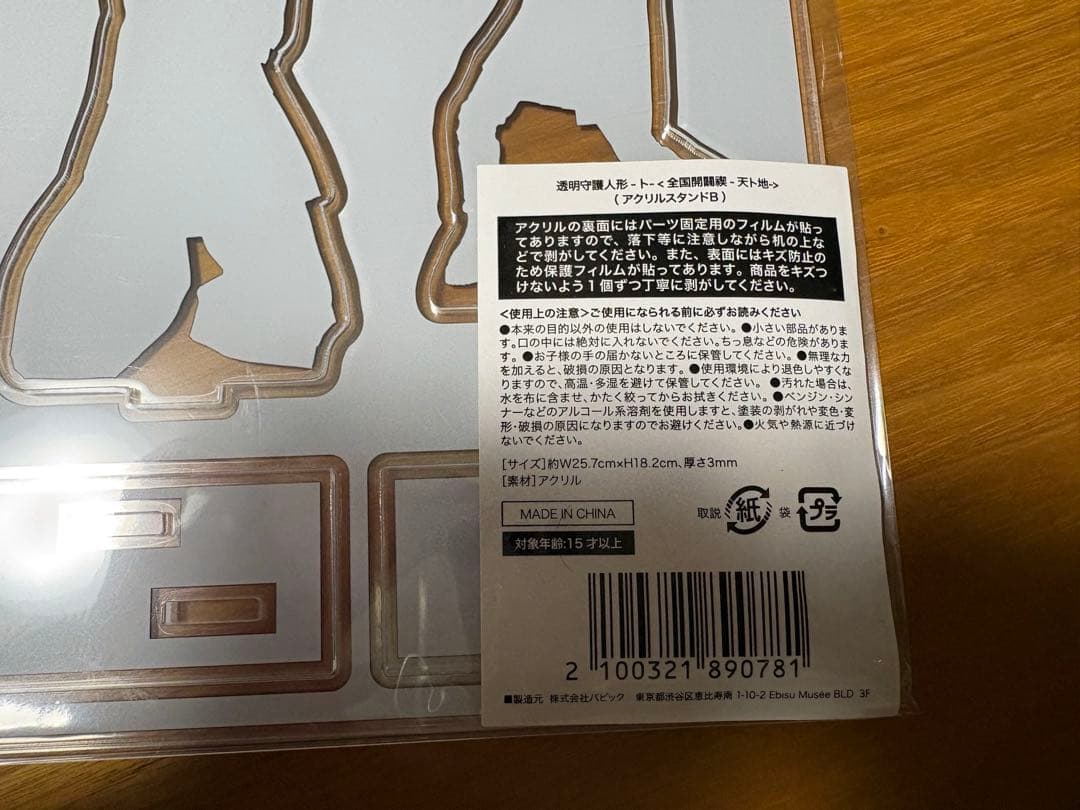 透明守護人形 - ト- < 全国開闢禊 - 天ト地->
( アクリルスタンドB )
アクリルの裏面にはパーツ固定用のフィルムが貼っ
てありますので、落下等に注意しながら机の上な
どで剥がしてください。また、表面にはキズ防止の
ため保護フィルムが貼ってあります。商品をキズつ
けないよう１個ずつ丁寧に剥がしてください。
＜使用上の注意＞ご使用になられる前に必ずお読みください
●本来の目的以外の使用はしないでください。●小さい部品がありま
す。口の中には絶対に入れないでください。ちっ息などの危険がありま
す。●お子様の手の届かないところに保管してください。●無理な力
を加えると、破損の原因となります。●使用環境により退色しやすくな
りますので、高温・多湿を避けて保管してください。●汚れた場合は、
水を布に含ませ、かたく絞ってからお拭きください。●ベンジン・シン
ナーなどのアルコール系溶剤を使用しますと、塗装の剥がれや変色・変
形・破損の原因になりますのでお避けください。●火気や熱源に近づけ
ないでください。
[サイズ]約W25.7cm×H18.2cm、厚さ3mm
[素材]アクリル
MADE IN CHINA
取説 紙 袋 プラ
対象年齢:15才以上
2 100321 890781
■製造元 株式会社バビック 東京都渋谷区恵比寿南 1-10-2 Ebisu Musée BLD 3F